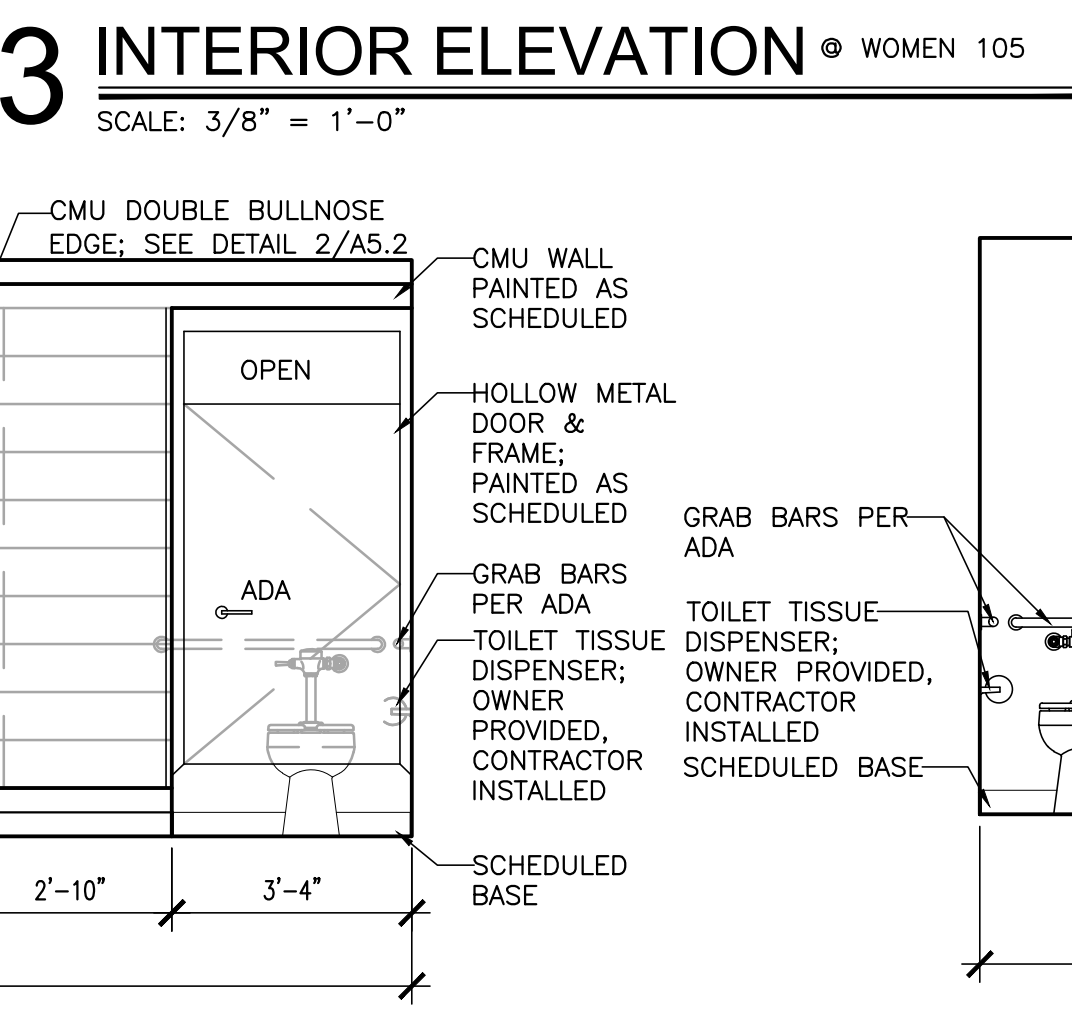 3 INTERIOR ELEVATION @ WOMEN 105
SCALE: 3/8” = 1’-0”
CMU DOUBLE BULLNOSE
EDGE; SEE DETAIL 2/A5.2
CMU WALL
PAINTED AS
SCHEDULED
OPEN
HOLLOW METAL
DOOR &
FRAME;
PAINTED AS
SCHEDULED
ADA
GRAB BARS
PER ADA
TOILET TISSUE
DISPENSER;
OWNER
PROVIDED,
CONTRACTOR
INSTALLED
SCHEDULED
BASE
2’-10”
3’-4”
GRAB BARS PER
ADA
TOILET TISSUE
DISPENSER;
OWNER PROVIDED,
CONTRACTOR
INSTALLED
SCHEDULED BASE